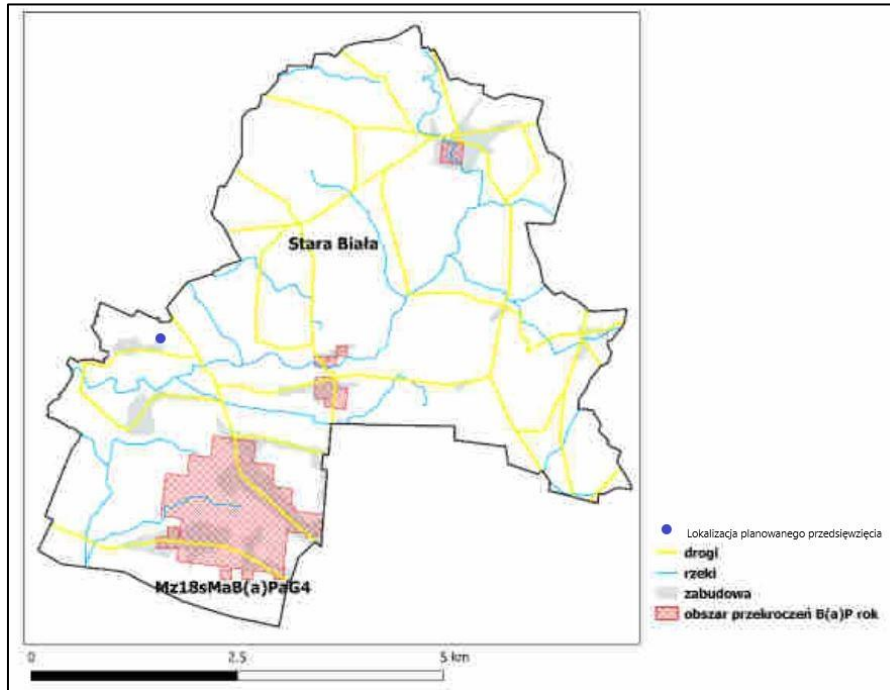 Stara Biała
Mz18sMaB(a)PaG4
Lokalizacja planowanego przedsięwzięcia
drogi
rzeki
zabudowa
obszar przekroczeń B(a)P rok
0 2.5 5 km